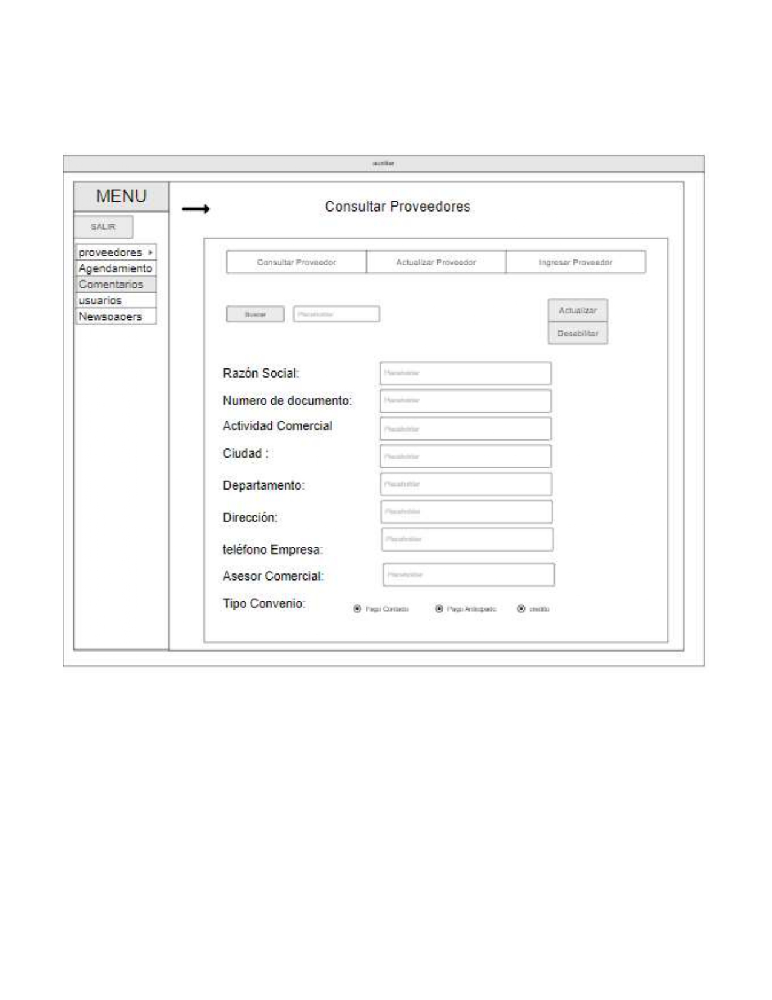 auxiliar
MENU
Consultar Proveedores
SALIR
proveedores
Agendamiento
Comentarios
usuarios
Newspapers
Consultar Proveedor
Actualizar Proveedor
Ingresar Proveedor
Buscar
Placeholder
Actualizar
Desabilitar
Razón Social:
Placeholder
Numero de documento:
Placeholder
Actividad Comercial
Placeholder
Ciudad :
Placeholder
Departamento:
Placeholder
Dirección:
Placeholder
teléfono Empresa:
Placeholder
Asesor Comercial:
Placeholder
Tipo Convenio:
Pago Contado
Pago Anticipado
credito